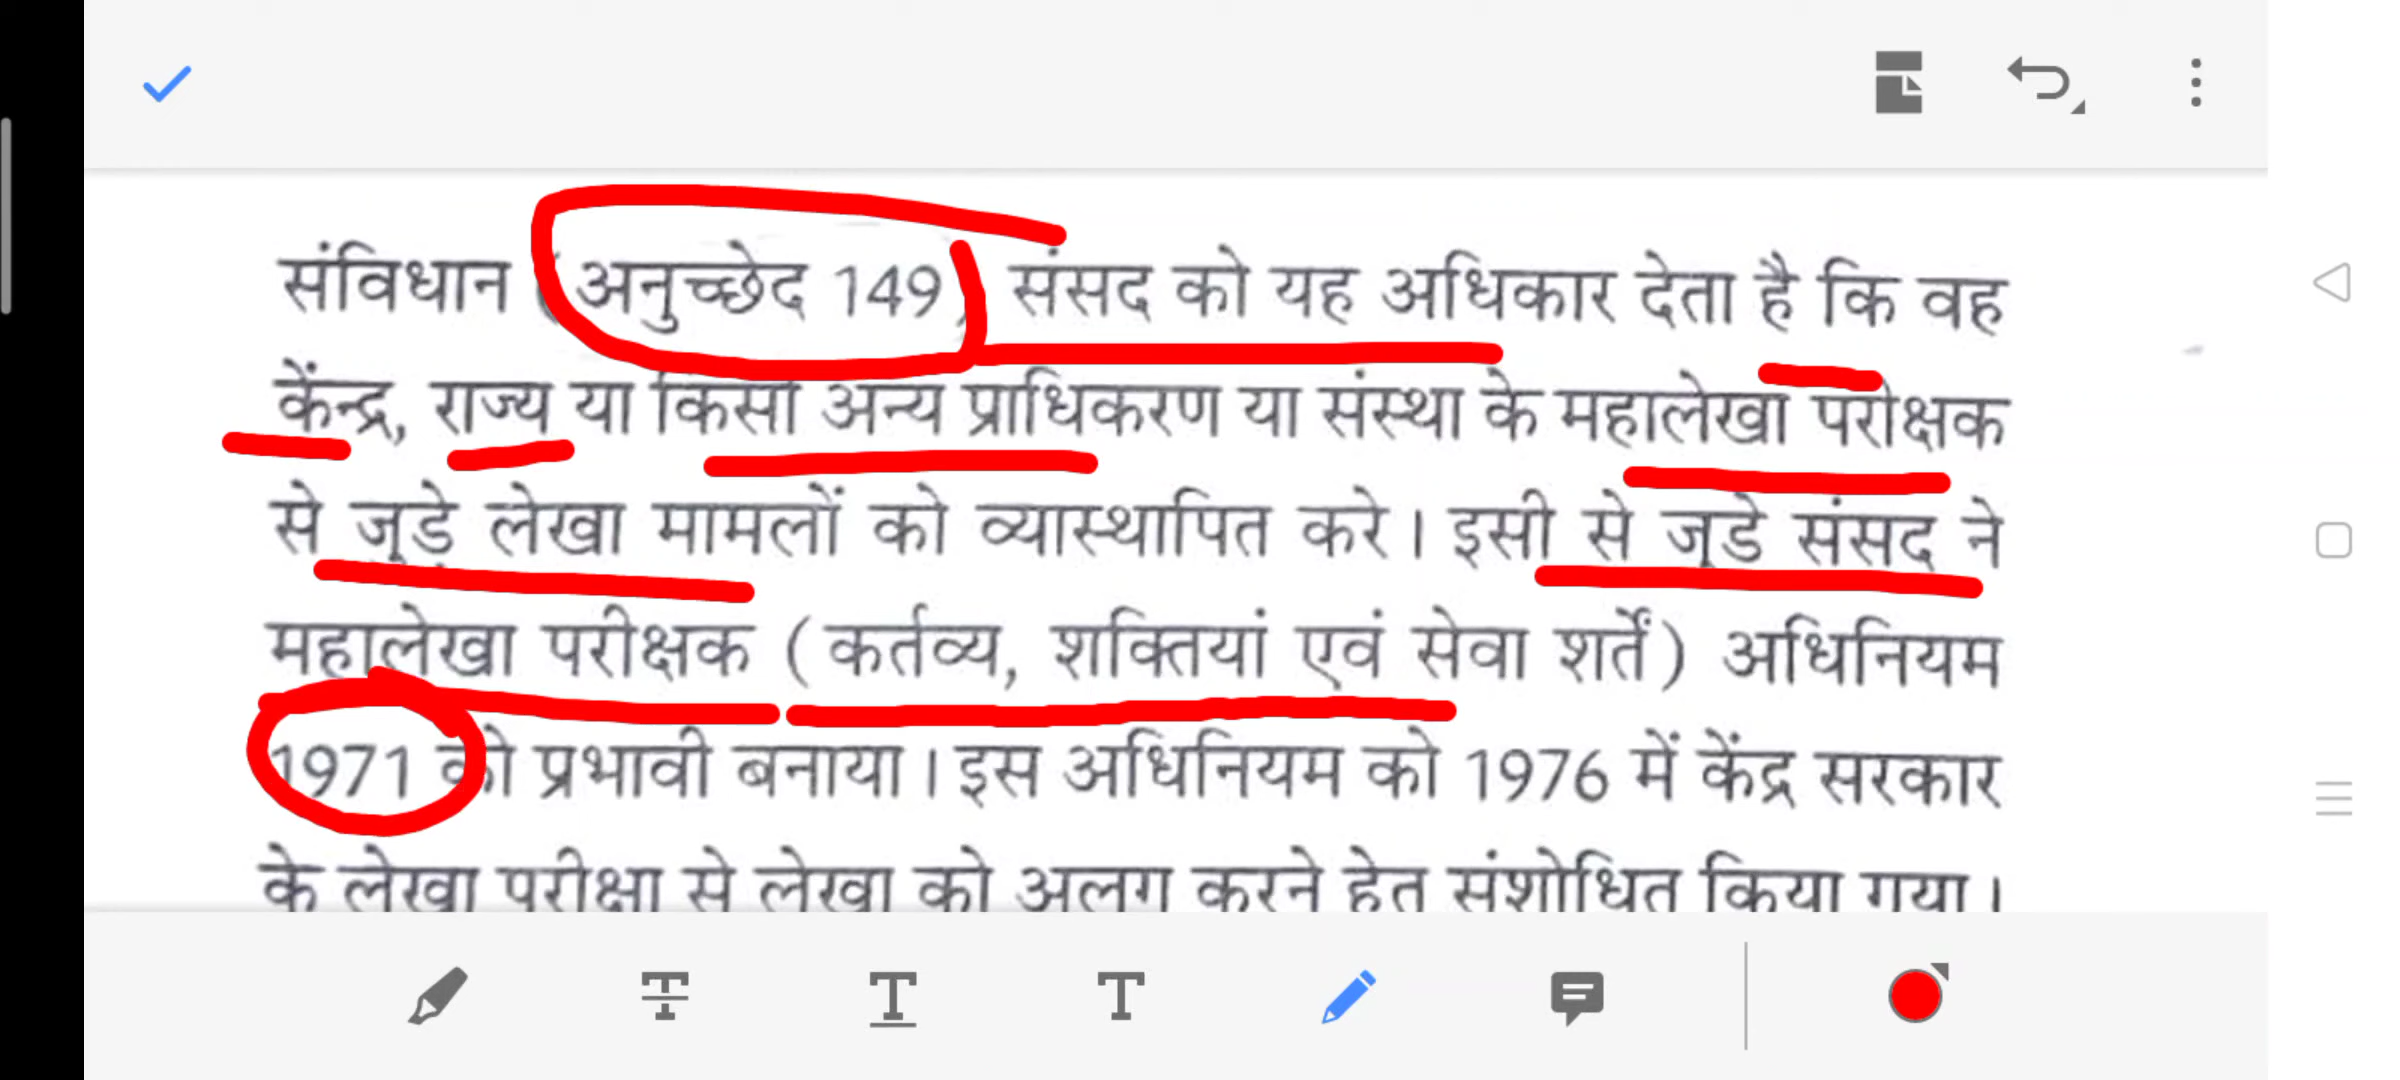 संविधान (अनुच्छेद 149) संसद को यह अधिकार देता है कि वह
केंन्द्र, राज्य या किसी अन्य प्राधिकरण या संस्था के महालेखा परीक्षक
से जूडे लेखा मामलों को व्यास्थापित करे। इसी से जूडे संसद ने
महालेखा परीक्षक (कर्तव्य, शक्तियां एवं सेवा शर्तें) अधिनियम
1971 को प्रभावी बनाया। इस अधिनियम को 1976 में केंद्र सरकार
के लेखा परीक्षा से लेखा को अलग करने हेतु संशोधित किया गया।